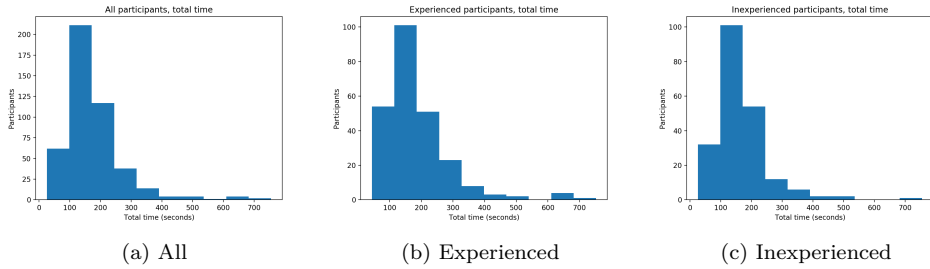 All participants, total time
Participants
200
175
150
125
100
75
50
25
0
0 100 200 300 400 500 600 700
Total time (seconds)
(a) All
Experienced participants, total time
Participants
100
80
60
40
20
0
100 200 300 400 500 600 700
Total time (seconds)
(b) Experienced
Inexperienced participants, total time
Participants
100
80
60
40
20
0
100 200 300 400 500 600 700
Total time (seconds)
(c) Inexperienced